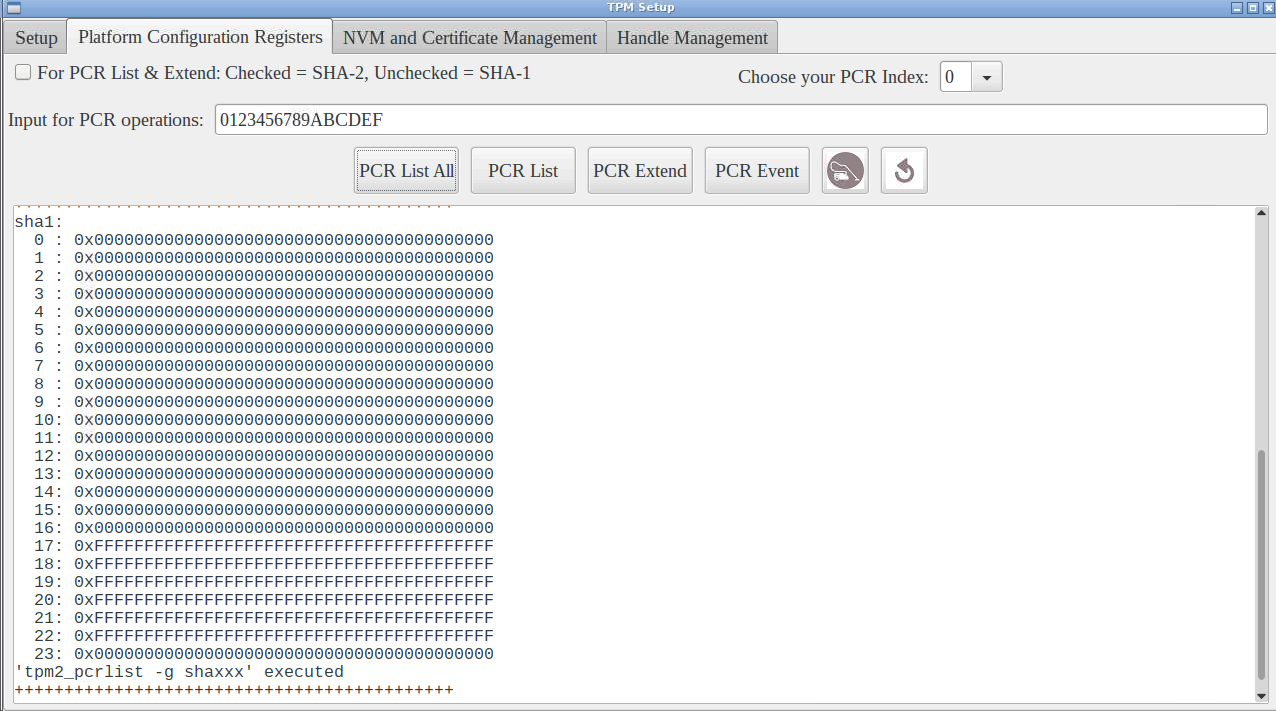 TPM Setup
Setup Platform Configuration Registers NVM and Certificate Management Handle Management
For PCR List & Extend: Checked = SHA-2, Unchecked = SHA-1 Choose your PCR Index: 0
Input for PCR operations: 0123456789ABCDEF
PCR List All PCR List PCR Extend PCR Event
sha1:
0 : 0x0000000000000000000000000000000000000000
1 : 0x0000000000000000000000000000000000000000
2 : 0x0000000000000000000000000000000000000000
3 : 0x0000000000000000000000000000000000000000
4 : 0x0000000000000000000000000000000000000000
5 : 0x0000000000000000000000000000000000000000
6 : 0x0000000000000000000000000000000000000000
7 : 0x0000000000000000000000000000000000000000
8 : 0x0000000000000000000000000000000000000000
9 : 0x0000000000000000000000000000000000000000
10: 0x0000000000000000000000000000000000000000
11: 0x0000000000000000000000000000000000000000
12: 0x0000000000000000000000000000000000000000
13: 0x0000000000000000000000000000000000000000
14: 0x0000000000000000000000000000000000000000
15: 0x0000000000000000000000000000000000000000
16: 0x0000000000000000000000000000000000000000
17: 0xFFFFFFFFFFFFFFFFFFFFFFFFFFFFFFFFFFFFFFFF
18: 0xFFFFFFFFFFFFFFFFFFFFFFFFFFFFFFFFFFFFFFFF
19: 0xFFFFFFFFFFFFFFFFFFFFFFFFFFFFFFFFFFFFFFFF
20: 0xFFFFFFFFFFFFFFFFFFFFFFFFFFFFFFFFFFFFFFFF
21: 0xFFFFFFFFFFFFFFFFFFFFFFFFFFFFFFFFFFFFFFFF
22: 0xFFFFFFFFFFFFFFFFFFFFFFFFFFFFFFFFFFFFFFFF
23: 0x0000000000000000000000000000000000000000
'tpm2_pcrlist -g shaxxx' executed
++++++++++++++++++++++++++++++++++++++++++++